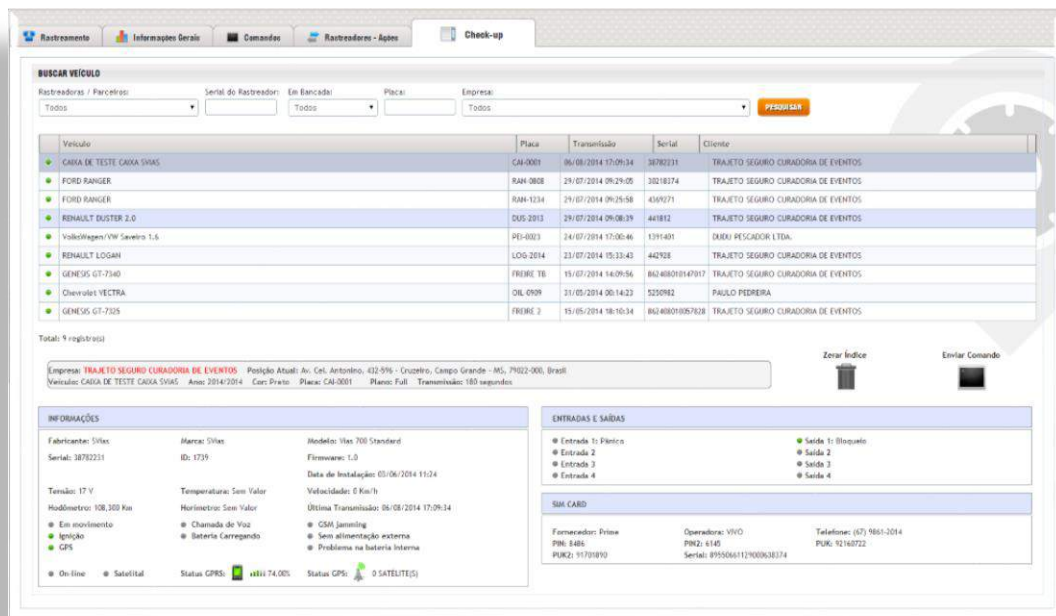 Rastreamento Informações Gerais Comandos Rastreadores - Ações Check-up
BUSCAR VEÍCULO
Rastreadoras / Parceiros: Serial do Rastreador: Em Bancada: Placa: Empresa:
Todos Todos Todos PESQUISAR
Veículo Placa Transmissão Serial Cliente
CAIXA DE TESTE CAIXA SVIAS CAI-0001 06/08/2014 17:09:34 38782231 TRAJETO SEGURO CURADORIA DE EVENTOS
FORD RANGER RAN-0808 29/07/2014 09:29:05 30218374 TRAJETO SEGURO CURADORIA DE EVENTOS
FORD RANGER RAN-1234 29/07/2014 09:25:58 4369271 TRAJETO SEGURO CURADORIA DE EVENTOS
RENAULT DUSTER 2.0 DUS-2013 29/07/2014 09:08:39 441812 TRAJETO SEGURO CURADORIA DE EVENTOS
VolksWagen/VW Saveiro 1.6 PEI-0023 24/07/2014 17:00:46 1391401 DUDU PESCADOR LTDA.
RENAULT LOGAN LOG-2014 23/07/2014 15:33:43 442928 TRAJETO SEGURO CURADORIA DE EVENTOS
GENESIS GT-7340 FREIRE TB 15/07/2014 14:09:56 862408010147017 TRAJETO SEGURO CURADORIA DE EVENTOS
Chevrolet VECTRA OIL-0909 31/05/2014 00:14:23 5250982 PAULO PEDREIRA
GENESIS GT-7325 FREIRE 2 15/05/2014 18:10:34 862408010057828 TRAJETO SEGURO CURADORIA DE EVENTOS
Total: 9 registro(s)
Zerar Índice Enviar Comando
Empresa: TRAJETO SEGURO CURADORIA DE EVENTOS Posição Atual: Av. Cel. Antonino, 432-596 - Cruzeiro, Campo Grande - MS, 79022-000, Brasil
Veículo: CAIXA DE TESTE CAIXA SVIAS Ano: 2014/2014 Cor: Preto Placa: CAI-0001 Plano: Full Transmissão: 180 segundos
INFORMAÇÕES
Fabricante: SVias Marca: SVias Modelo: Vias 700 Standard
Serial: 38782231 ID: 1739 Firmware: 1.0
Data de Instalação: 03/06/2014 11:24
Tensão: 17 V Temperatura: Sem Valor Velocidade: 0 Km/h
Hodômetro: 108,300 Km Horímetro: Sem Valor Última Transmissão: 06/08/2014 17:09:34
Em movimento Chamada de Voz GSM Jamming
Ignição Bateria Carregando Sem alimentação externa
GPS Problema na bateria interna
On-line Satelital Status GPRS: 74.00% Status GPS: 0 SATÉLITE(S)
ENTRADAS E SAÍDAS
Entrada 1: Pânico Saída 1: Bloqueio
Entrada 2 Saída 2
Entrada 3 Saída 3
Entrada 4 Saída 4
SIM CARD
Fornecedor: Prime Operadora: VIVO Telefone: (67) 9861-2014
PIN: 8486 PIN2: 6145 PUK: 92160722
PUK2: 91701890 Serial: 89550661129000638374